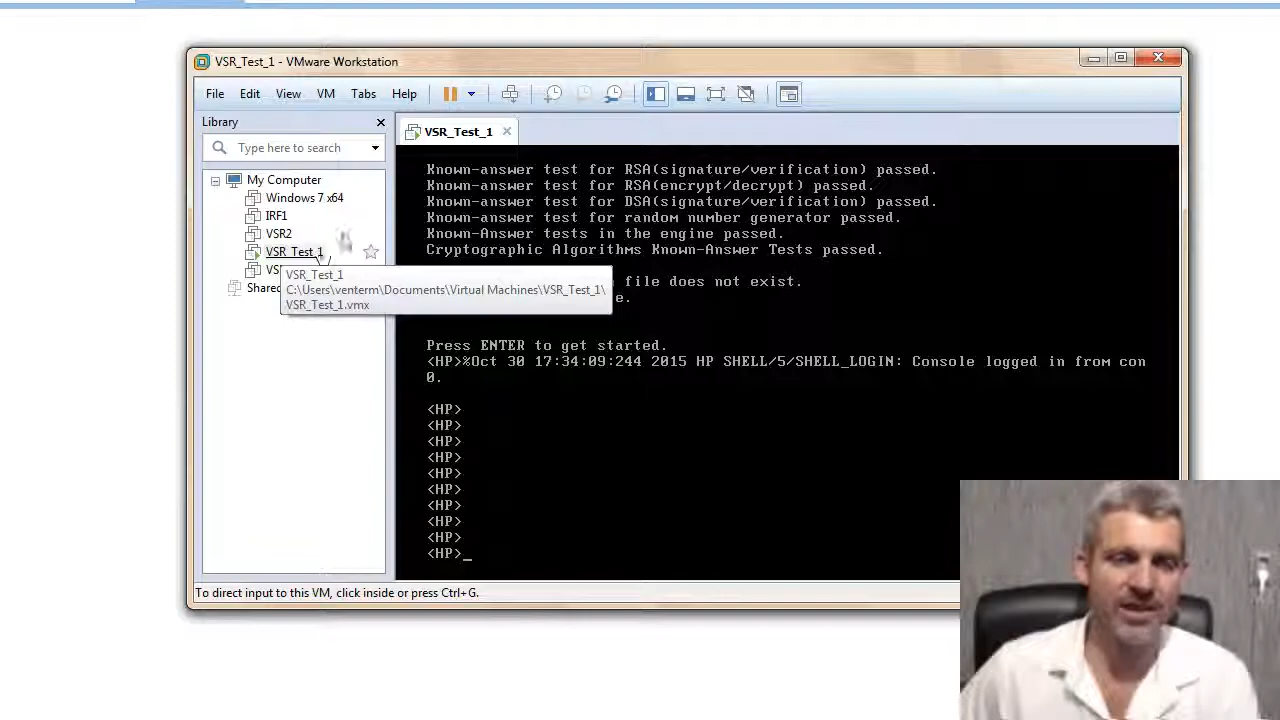 VSR_Test_1 - VMware Workstation
File Edit View VM Tabs Help
Library
Type here to search
My Computer
Windows 7 x64
IRF1
VSR2
VSR_Test_1
Shared
VSR_Test_1
C:\Users\venterm\Documents\Virtual Machines\VSR_Test_1\
VSR_Test_1.vmx
VSR_Test_1
Known-answer test for RSA(signature/verification) passed.
Known-answer test for RSA(encrypt/decrypt) passed.
Known-answer test for DSA(signature/verification) passed.
Known-answer test for random number generator passed.
Known-Answer tests in the engine passed.
Cryptographic Algorithms Known-Answer Tests passed.
file does not exist.
e.
Press ENTER to get started.
<HP>%Oct 30 17:34:09:244 2015 HP SHELL/5/SHELL_LOGIN: Console logged in from con
0.
<HP>
<HP>
<HP>
<HP>
<HP>
<HP>
<HP>
<HP>
<HP>
<HP>_
To direct input to this VM, click inside or press Ctrl+G.